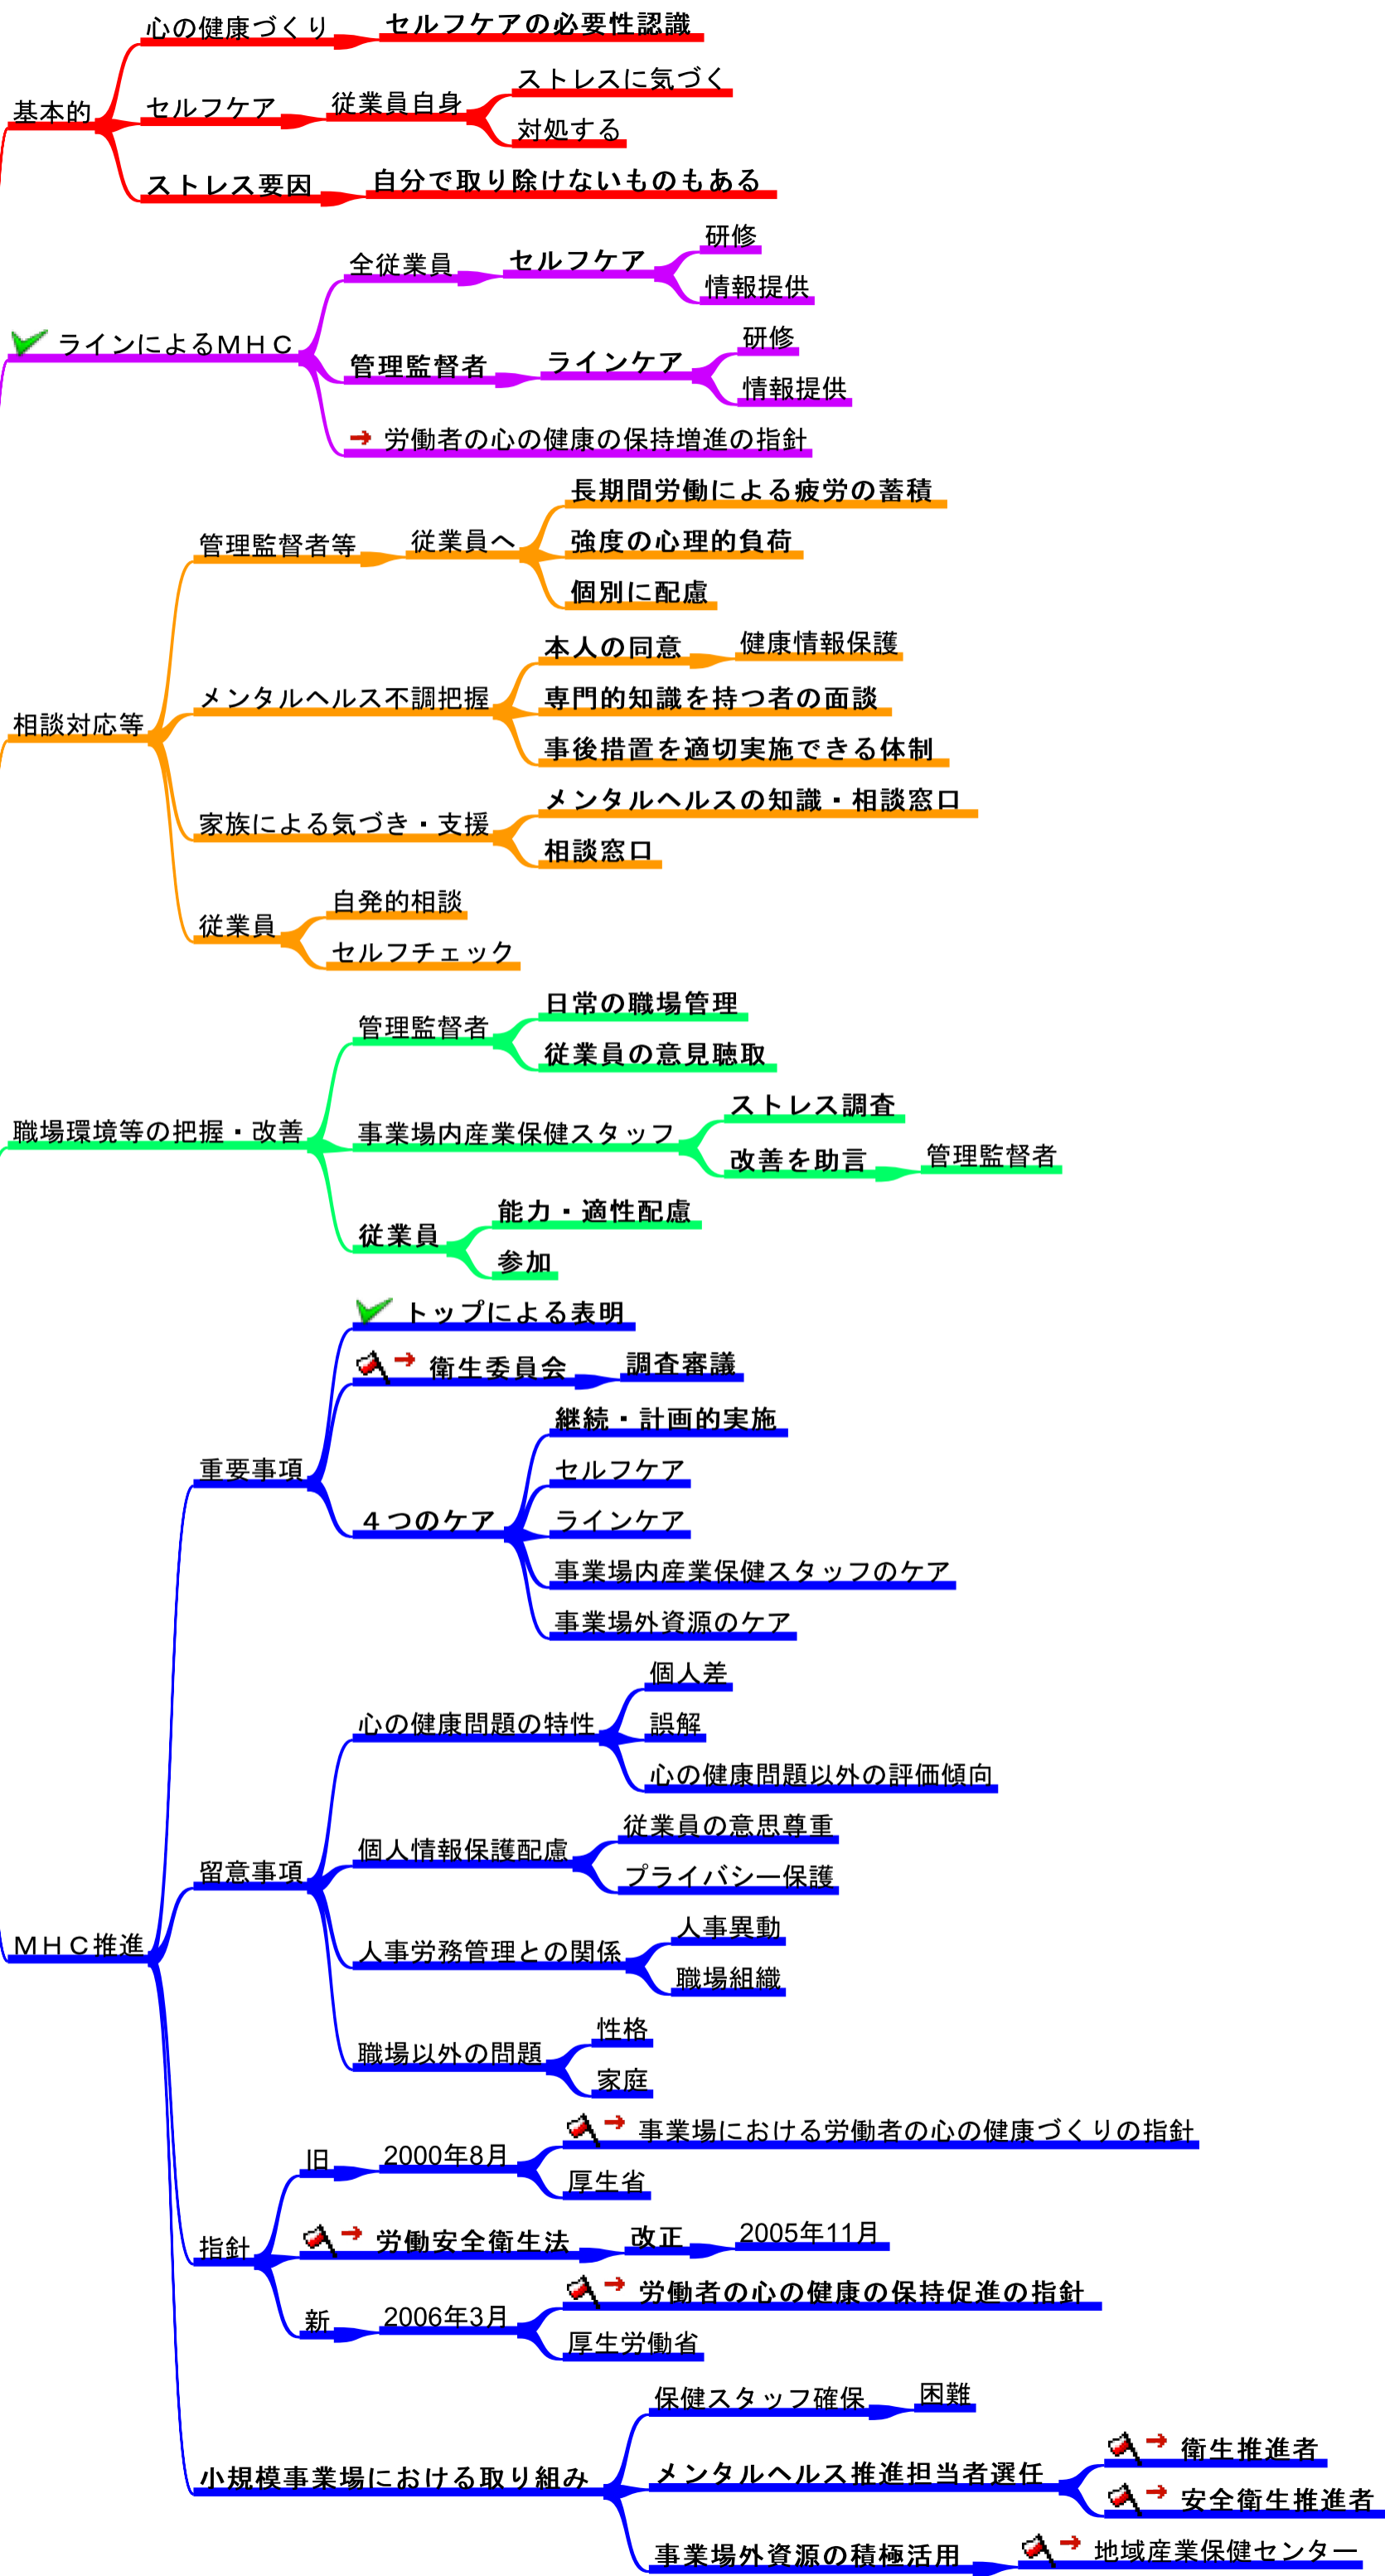 基本的
心の健康づくり
セルフケアの必要性認識
セルフケア
従業員自身
ストレスに気づく
対処する
ストレス要因
自分で取り除けないものもある
ラインによるＭＨＣ
全従業員
セルフケア
研修
情報提供
管理監督者
ラインケア
研修
情報提供
労働者の心の健康の保持増進の指針
相談対応等
管理監督者等
従業員へ
長期間労働による疲労の蓄積
強度の心理的負荷
個別に配慮
メンタルヘルス不調把握
本人の同意
健康情報保護
専門的知識を持つ者の面談
事後措置を適切実施できる体制
家族による気づき・支援
メンタルヘルスの知識・相談窓口
相談窓口
従業員
自発的相談
セルフチェック
職場環境等の把握・改善
管理監督者
日常の職場管理
従業員の意見聴取
事業場内産業保健スタッフ
ストレス調査
改善を助言
管理監督者
従業員
能力・適性配慮
参加
ＭＨＣ推進
重要事項
トップによる表明
衛生委員会
調査審議
４つのケア
継続・計画的実施
セルフケア
ラインケア
事業場内産業保健スタッフのケア
事業場外資源のケア
留意事項
心の健康問題の特性
個人差
誤解
心の健康問題以外の評価傾向
個人情報保護配慮
従業員の意思尊重
プライバシー保護
人事労務管理との関係
人事異動
職場組織
職場以外の問題
性格
家庭
指針
旧
2000年8月
事業場における労働者の心の健康づくりの指針
厚生省
労働安全衛生法
改正
2005年11月
新
2006年3月
労働者の心の健康の保持促進の指針
厚生労働省
小規模事業場における取り組み
保健スタッフ確保
困難
メンタルヘルス推進担当者選任
衛生推進者
安全衛生推進者
事業場外資源の積極活用
地域産業保健センター